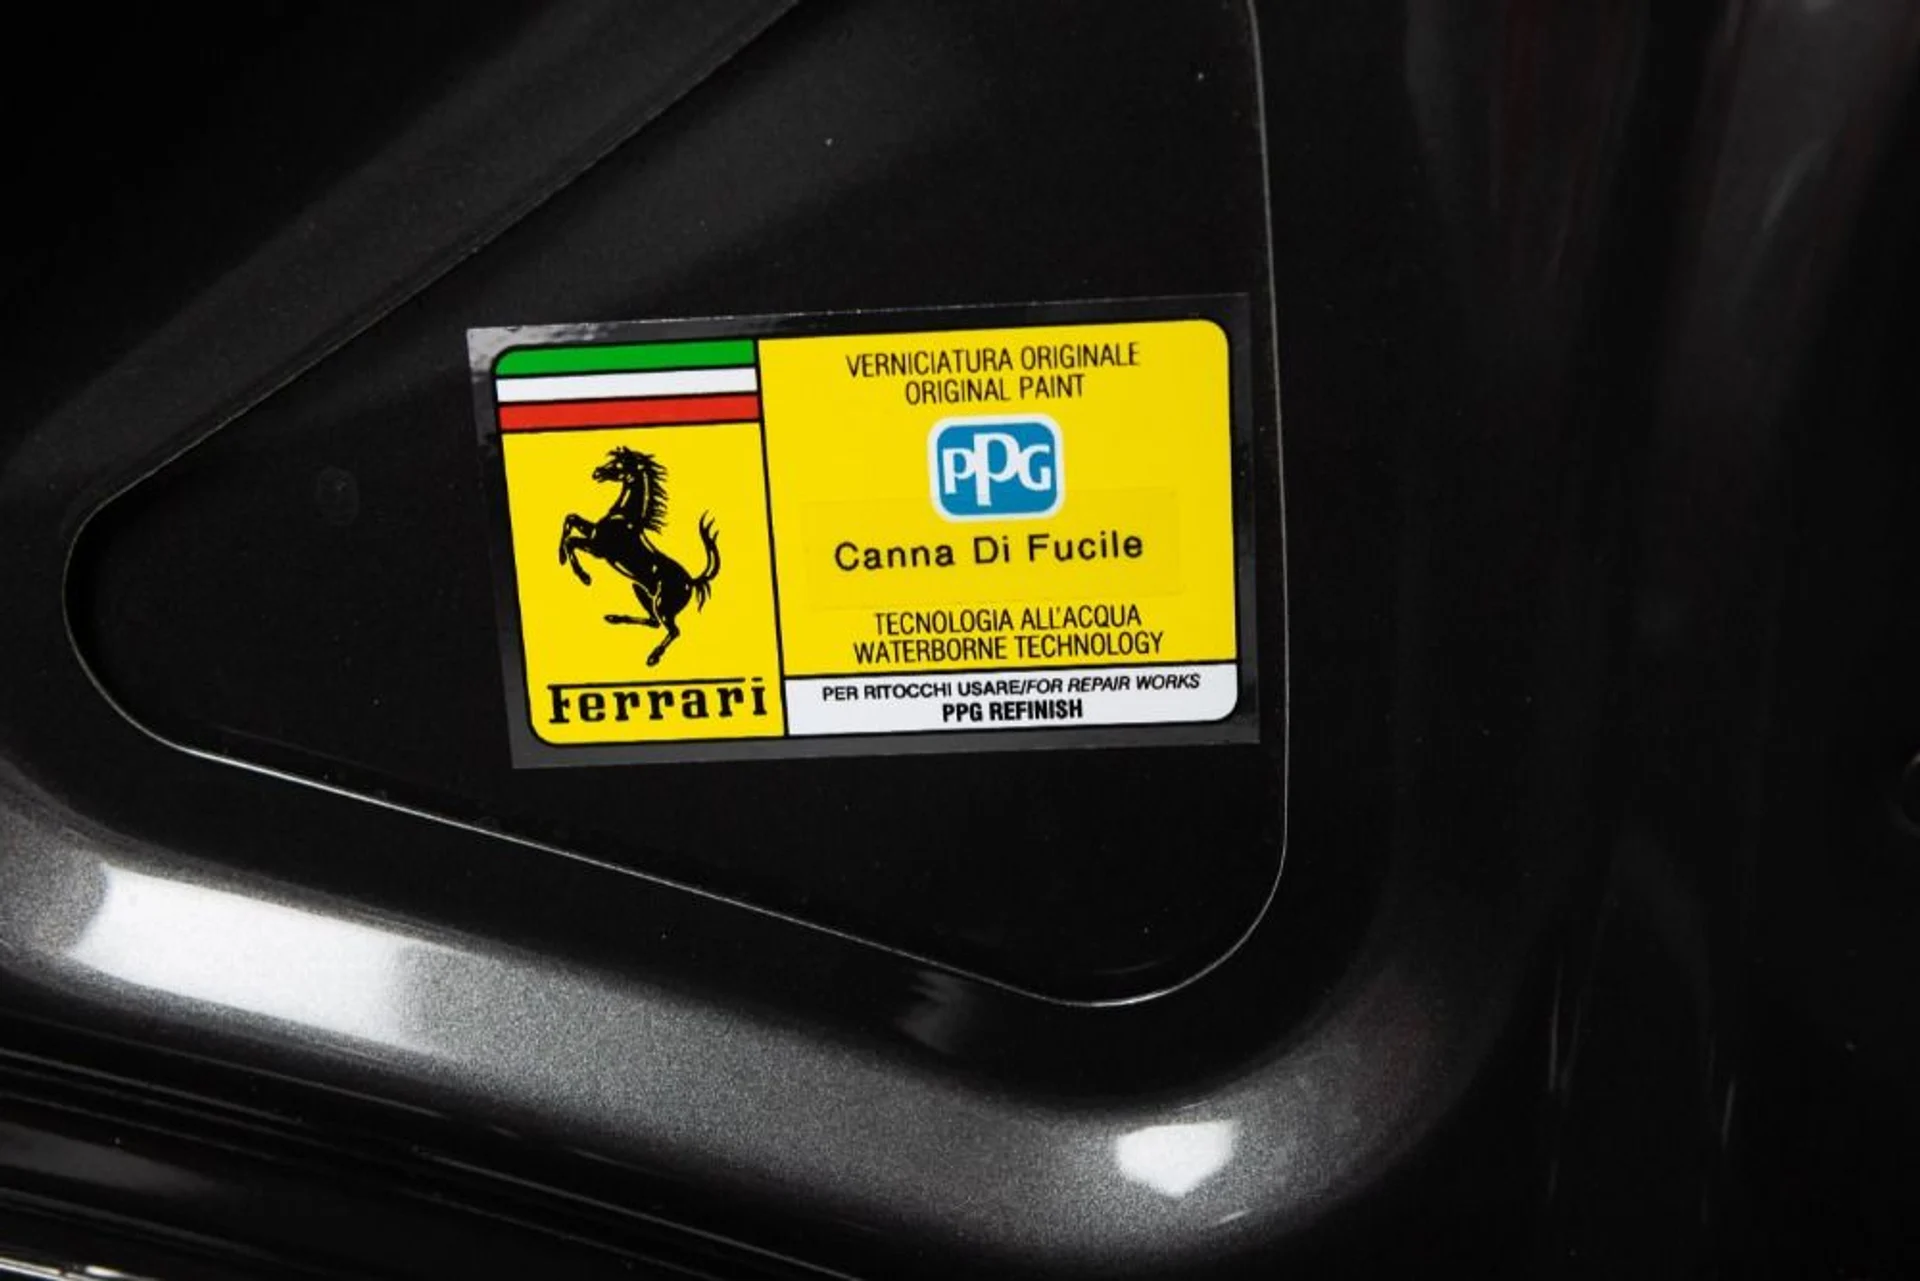 Ferrari
VERNICIATURA ORIGINALE
ORIGINAL PAINT
PPG
Canna Di Fucile
TECNOLOGIA ALL'ACQUA
WATERBORNE TECHNOLOGY
PER RITOCCHI USARE/FOR REPAIR WORKS
PPG REFINISH